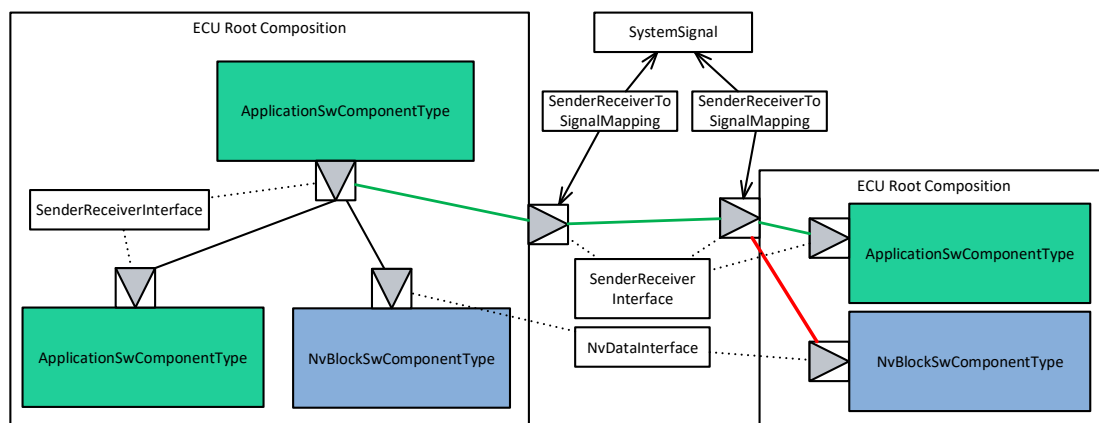 ECU Root Composition
SystemSignal
ApplicationSwComponentType
SenderReceiverTo
SignalMapping
SenderReceiverTo
SignalMapping
SenderReceiverInterface
ECU Root Composition
ApplicationSwComponentType
SenderReceiver
Interface
NvDataInterface
ApplicationSwComponentType
NvBlockSwComponentType
NvBlockSwComponentType